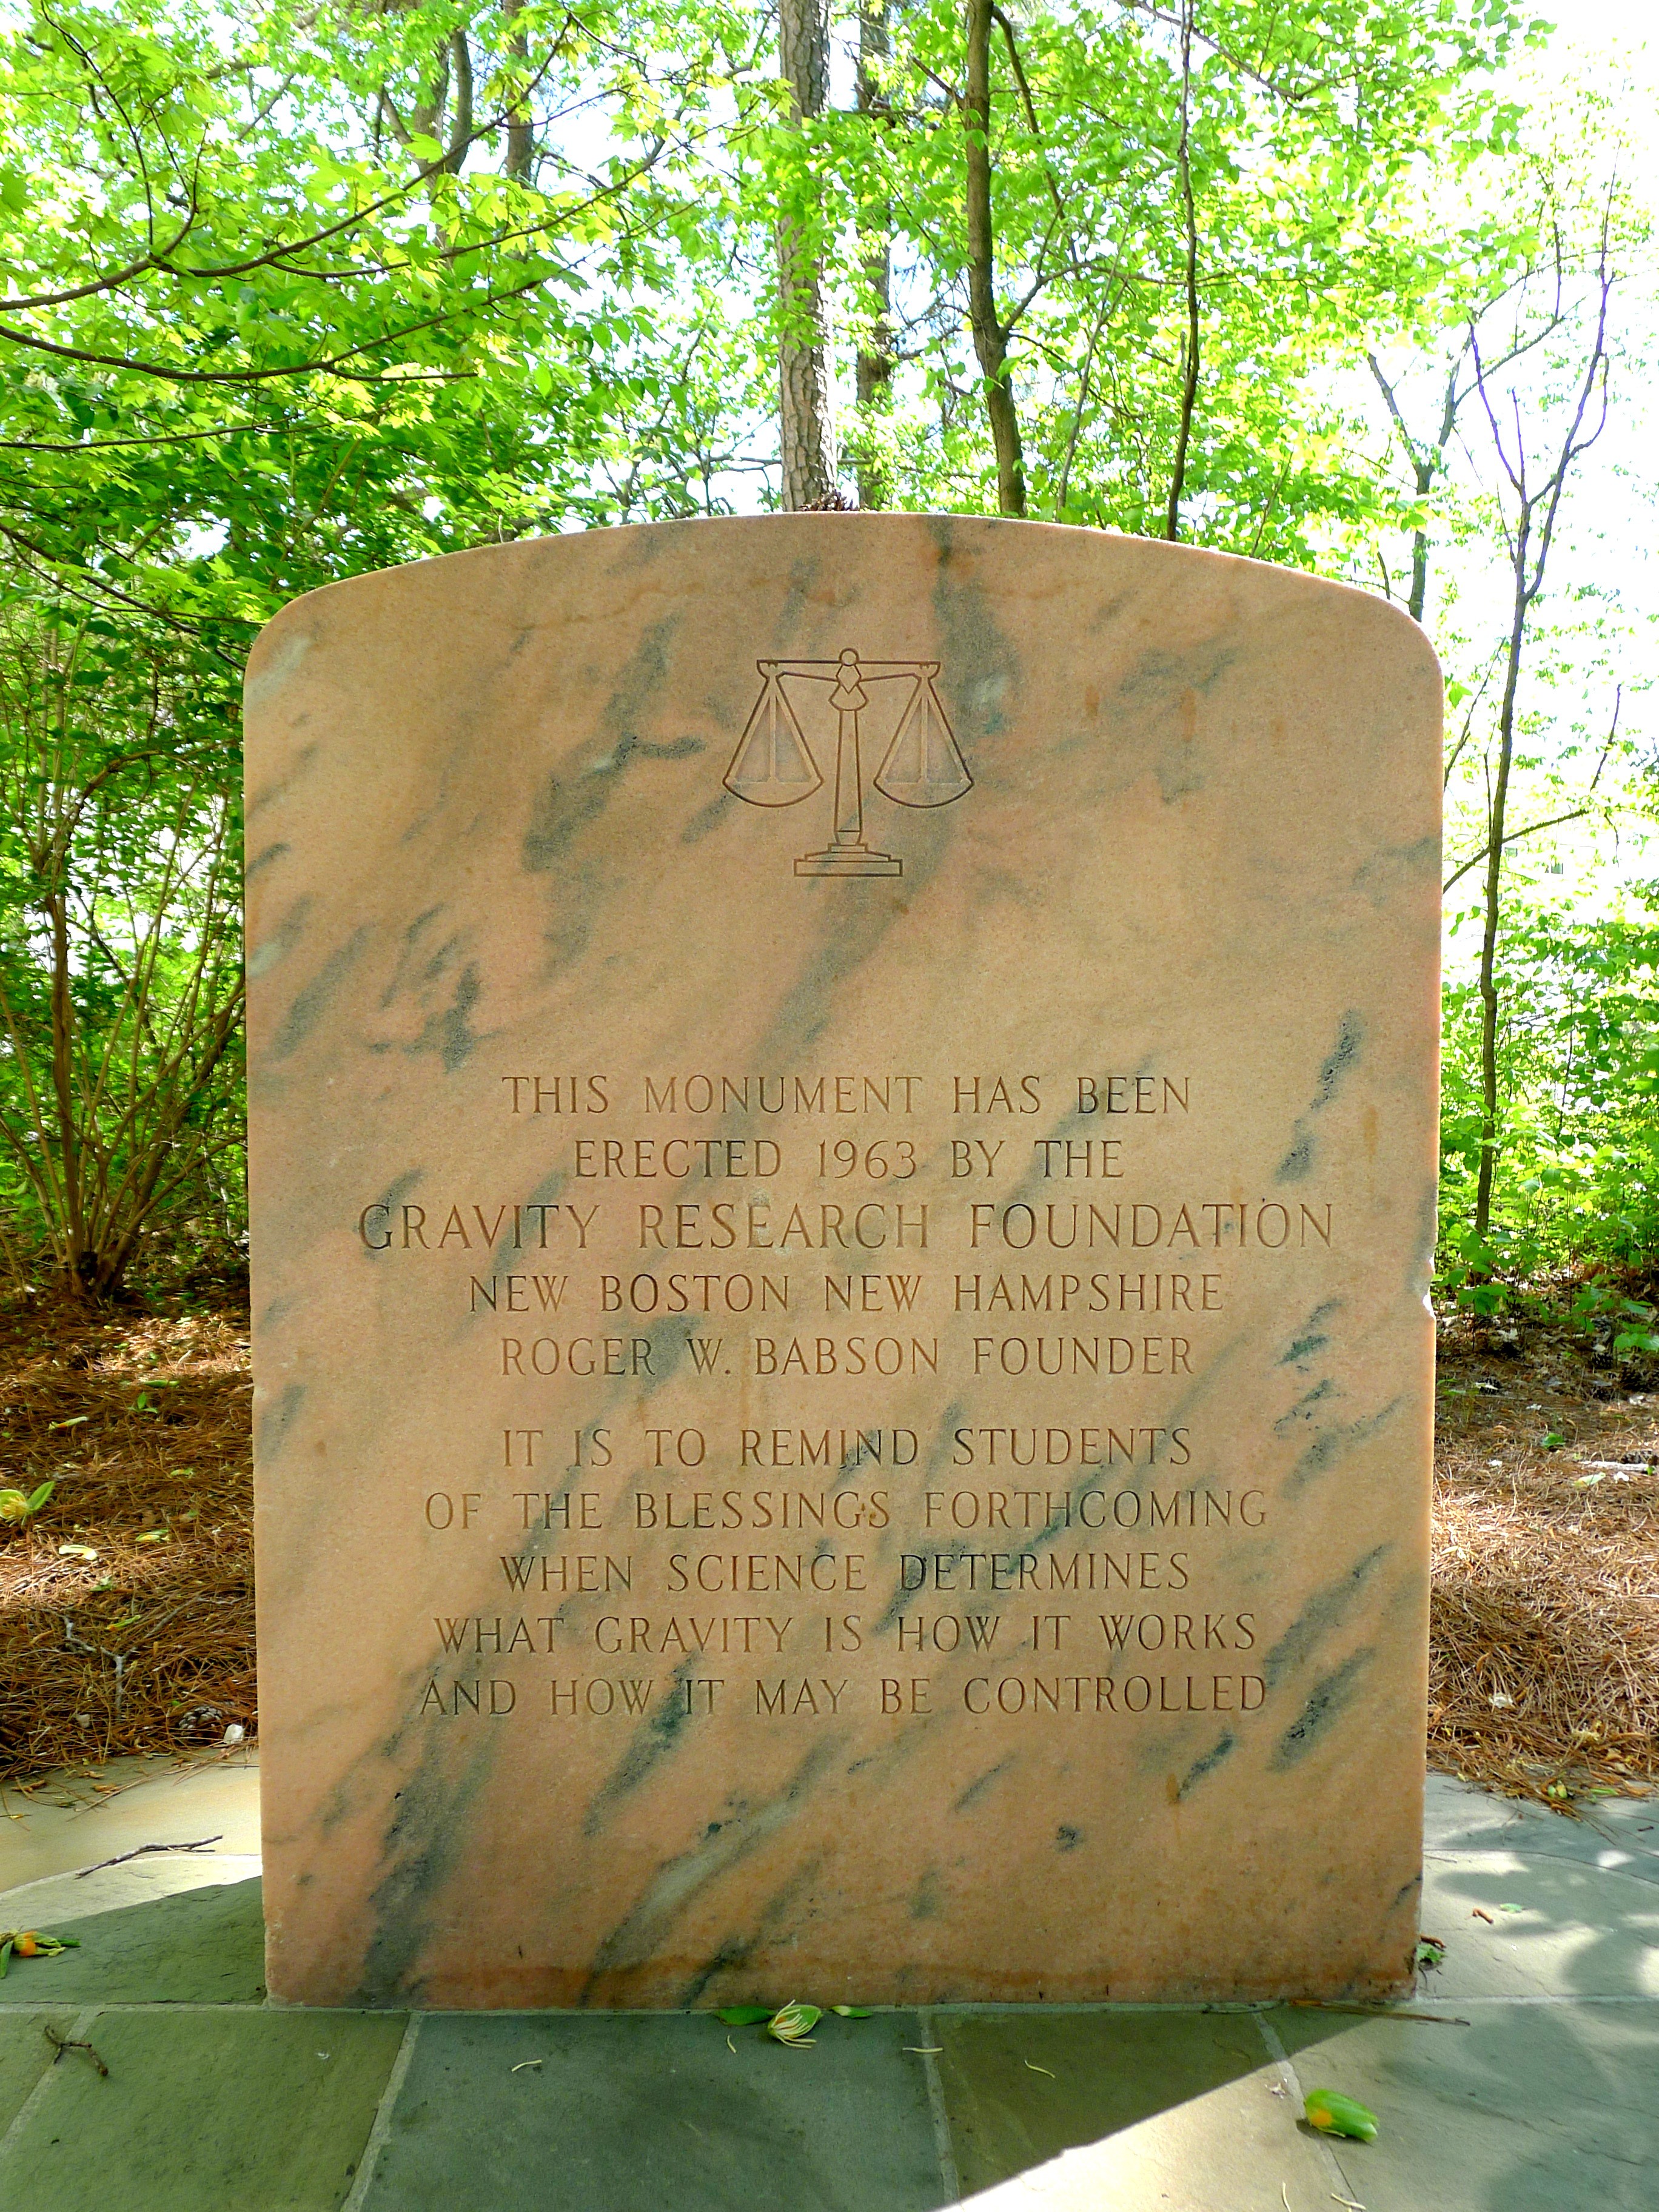 THIS MONUMENT HAS BEEN
ERECTED 1963 BY THE
GRAVITY RESEARCH FOUNDATION
NEW BOSTON NEW HAMPSHIRE
ROGER W. BABSON FOUNDER
IT IS TO REMIND STUDENTS
OF THE BLESSINGS FORTHCOMING
WHEN SCIENCE DETERMINES
WHAT GRAVITY IS HOW IT WORKS
AND HOW IT MAY BE CONTROLLED